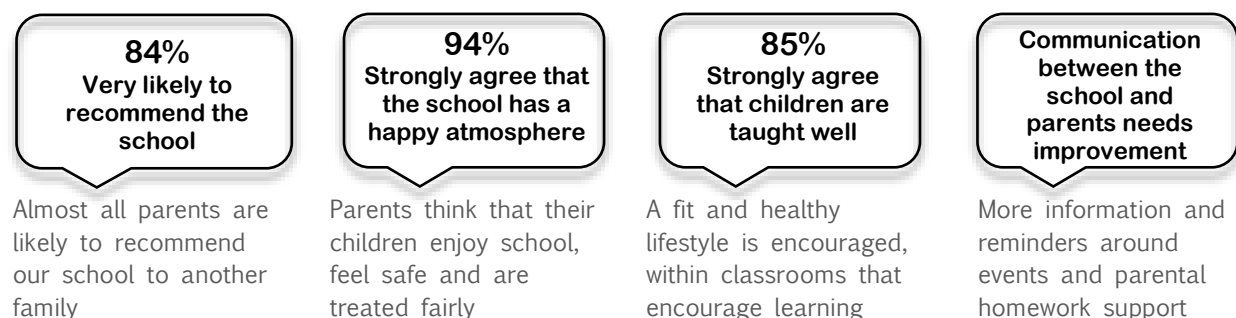 84%
Very likely to
recommend the
school
Almost all parents are
likely to recommend
our school to another
family
94%
Strongly agree that
the school has a
happy atmosphere
Parents think that their
children enjoy school,
feel safe and are
treated fairly
85%
Strongly agree
that children are
taught well
A fit and healthy
lifestyle is encouraged,
within classrooms that
encourage learning
Communication
between the
school and
parents needs
improvement
More information and
reminders around
events and parental
homework support